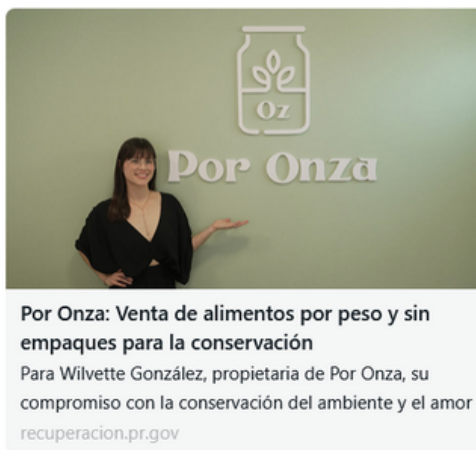 Oz
Por Onza
Por Onza: Venta de alimentos por peso y sin
empaques para la conservación
Para Wilvette González, propietaria de Por Onza, su
compromiso con la conservación del ambiente y el amor
recuperacion.pr.gov